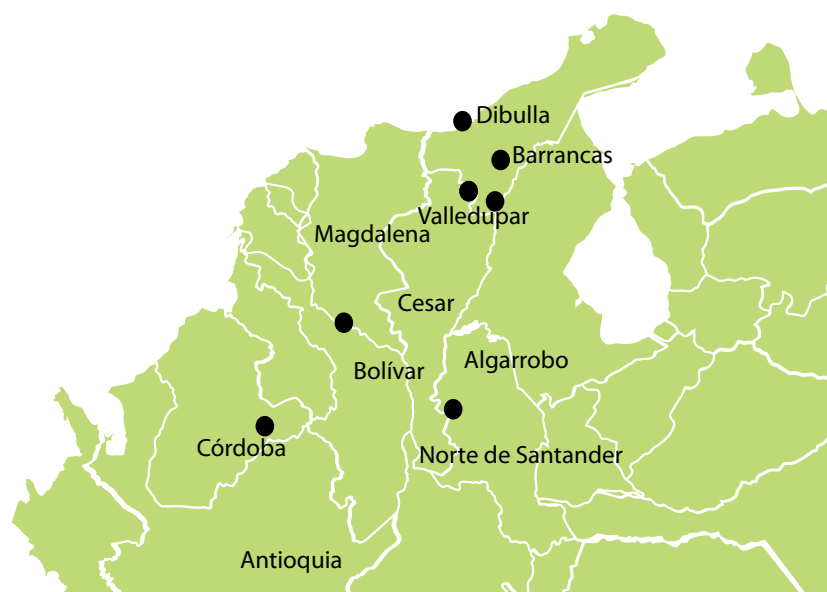 Dibulla
Barrancas
Valledupar
Magdalena
Cesar
Algarrobo
Bolívar
Córdoba
Norte de Santander
Antioquia